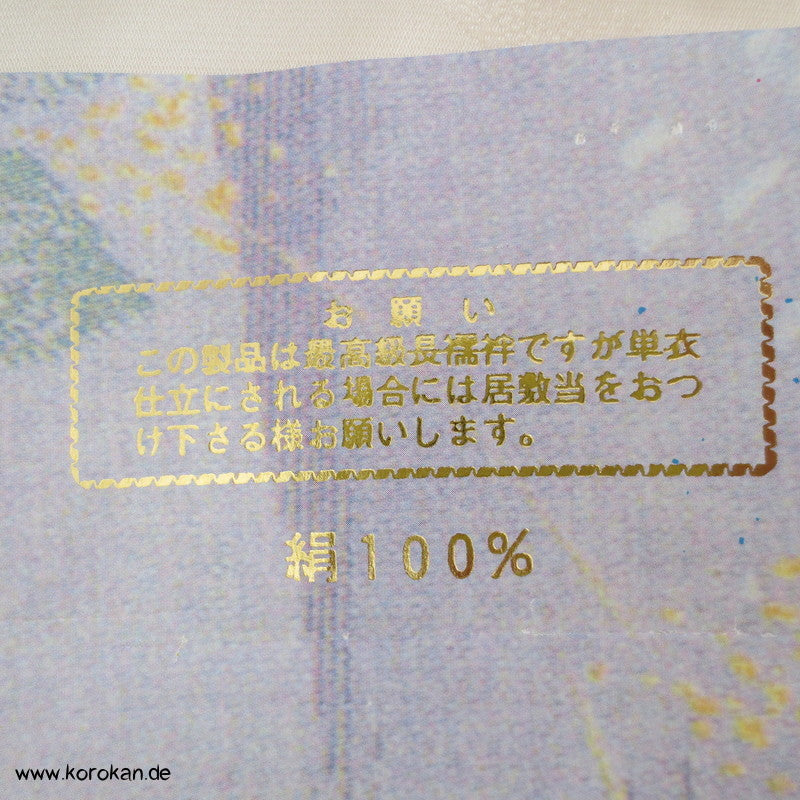 お願い
この製品は最高級長襦袢ですが単衣
仕立にされる場合には居敷当をおつ
け下さる様お願いします。
絹100%
www.korokan.de